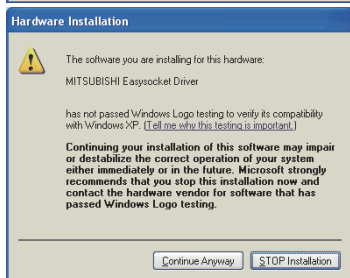 Hardware Installation
The software you are installing for this hardware:
MITSUBISHI Easysocket Driver
has not passed Windows Logo testing to verify its compatibility
with Windows XP. (Tell me why this testing is important.)
Continuing your installation of this software may impair
or destabilize the correct operation of your system
either immediately or in the future. Microsoft strongly
recommends that you stop this installation now and
contact the hardware vendor for software that has
passed Windows Logo testing.
Continue Anyway
STOP Installation